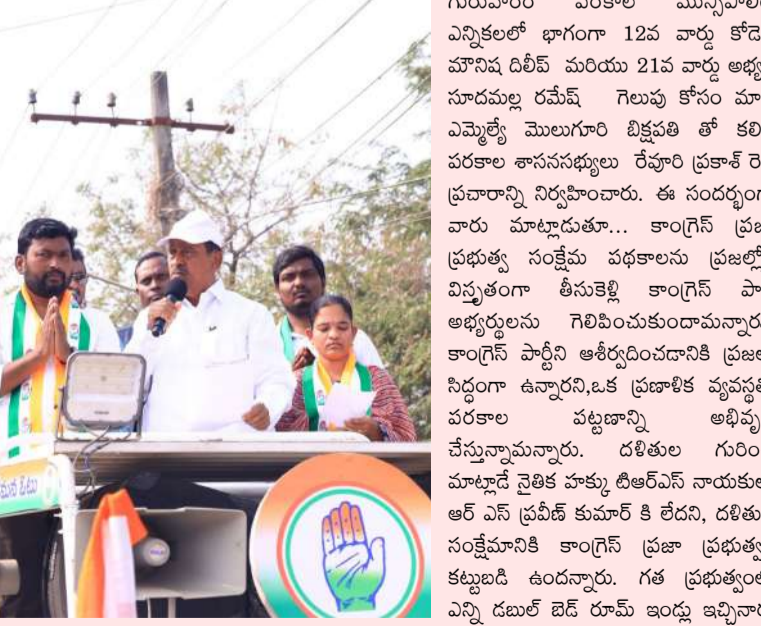 గురువారం పరకాల మున్సిపాలి
ఎన్నికలలో భాగంగా 12వ వార్డు కోడె
మౌనిష దిలీప్ మరియు 21వ వార్డు అభ్య
సూదమల్ల రమేష్ గెలుపు కోసం మా
ఎమ్మెల్యే మొలుగూరి బిక్షపతి తో కలి
పరకాల శాసనసభ్యులు రేవూరి ప్రకాశ్ రె
ప్రచారాన్ని నిర్వహించారు. ఈ సందర్భంగ
వారు మాట్లాడుతూ... కాంగ్రెస్ ప్రజ
ప్రభుత్వ సంక్షేమ పథకాలను ప్రజల్లో
విస్తృతంగా తీసుకెళ్లి కాంగ్రెస్ పా
అభ్యర్థులను గెలిపించుకుందామన్నార
కాంగ్రెస్ పార్టీని ఆశీర్వదించడానికి ప్రజల
సిద్ధంగా ఉన్నారని,ఒక ప్రణాళిక వ్యవస్థత
పరకాల పట్టణాన్ని అభివృ
చేస్తున్నామన్నారు. దళితుల గురిం
మాట్లాడే నైతిక హక్కు టిఆర్ఎస్ నాయకుల
ఆర్ ఎస్ ప్రవీణ్ కుమార్ కి లేదని, దళితు
సంక్షేమానికి కాంగ్రెస్ ప్రజా ప్రభుత్వ
కట్టుబడి ఉందన్నారు. గత ప్రభుత్వంల
ఎన్ని డబుల్ బెడ్ రూమ్ ఇండ్లు ఇచ్చినార
మన ఓటు